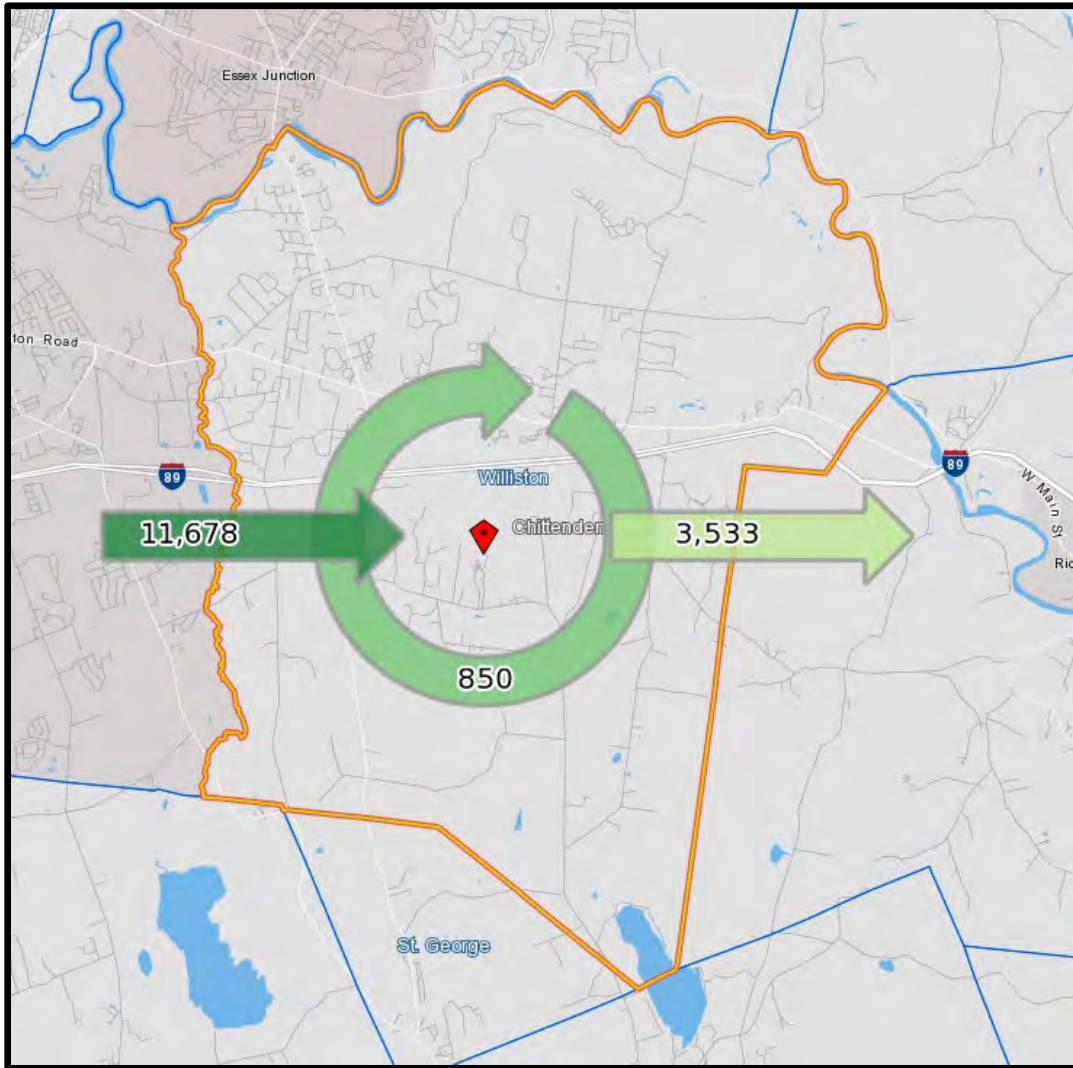 Essex Junction
ton Road
89
89
W Main St
Ric
Williston
Chittenden
11,678
3,533
850
St. George